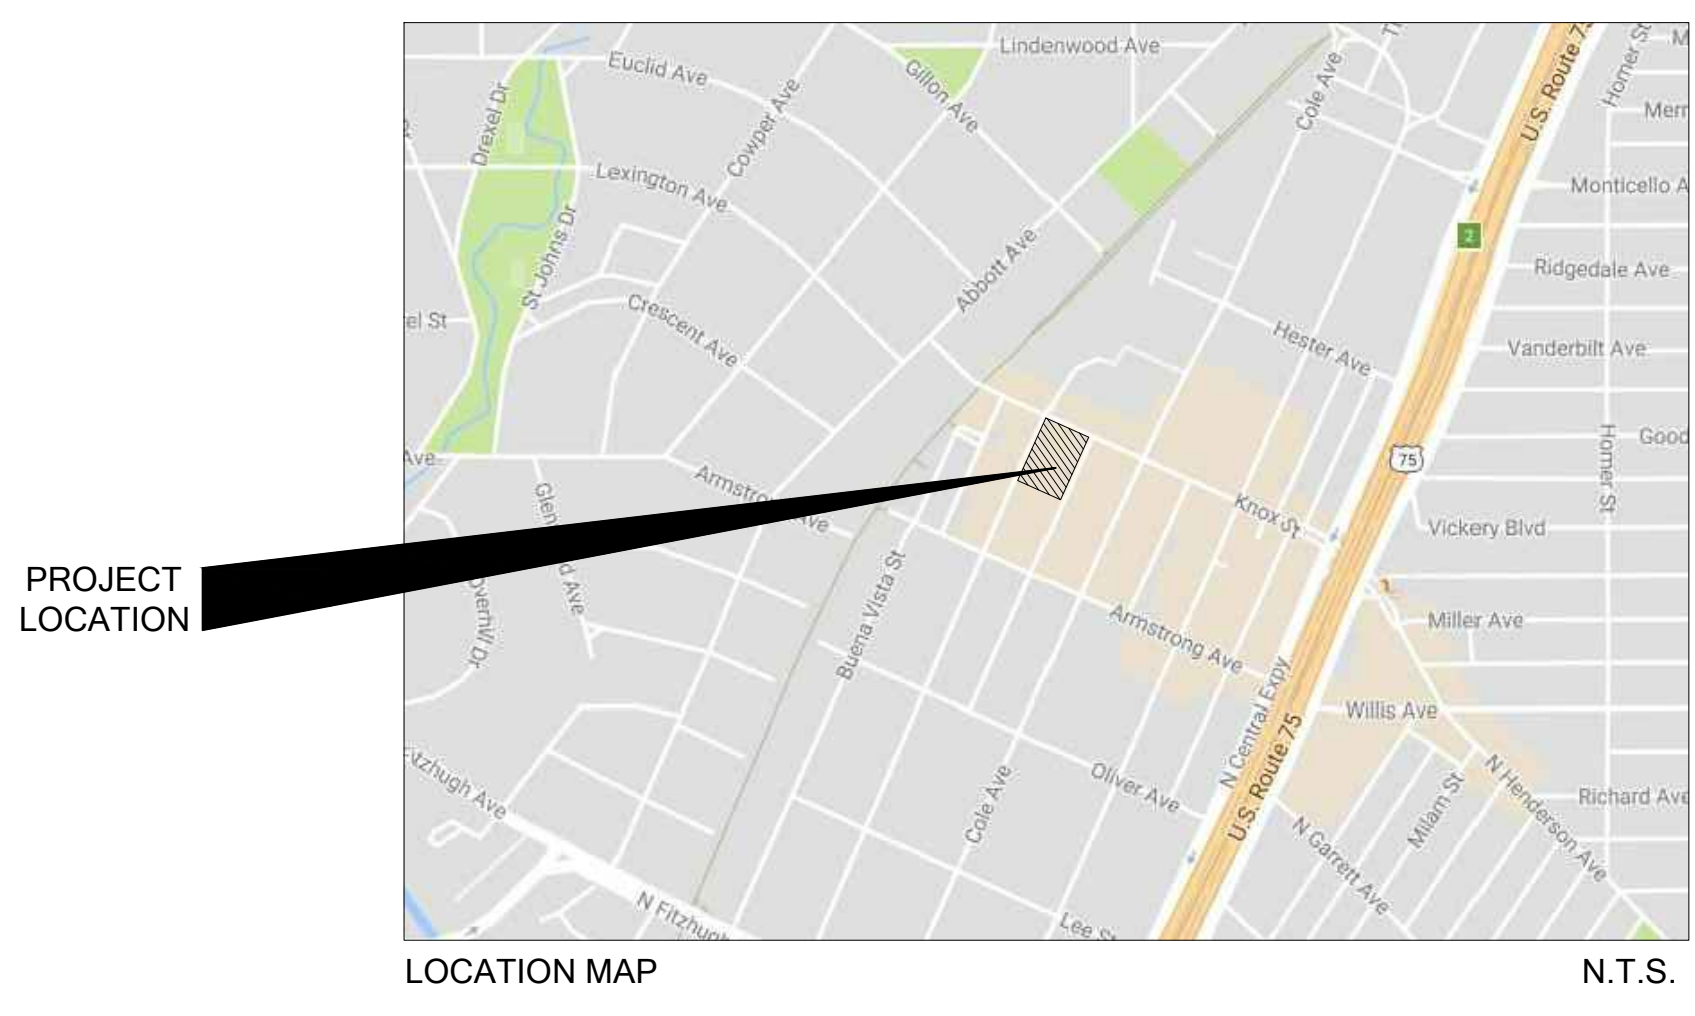 Lindenwood Ave
Euclid Ave
Gillon Ave
Cole Ave
U.S. Route 75
Homer St
Drexel Dr
Cowper Ave
Lexington Ave
Monticello A
St Johns Dr
Abbott Ave
2
Ridgedale Ave
Crescent Ave
el St
Hester Ave
Vanderbilt Ave
Ave
Homer St
Good
75
Armstrong Ave
Knox St
Vickery Blvd
PROJECT
LOCATION
Buena Vista St
Armstrong Ave
Miller Ave
N Central Expy
Willis Ave
U.S. Route 75
Fitzhugh Ave
Cole Ave
Oliver Ave
Milam St
N Henderson Ave
Richard Ave
N Garrett Ave
N Fitzhugh
Lee St
LOCATION MAP
N.T.S.